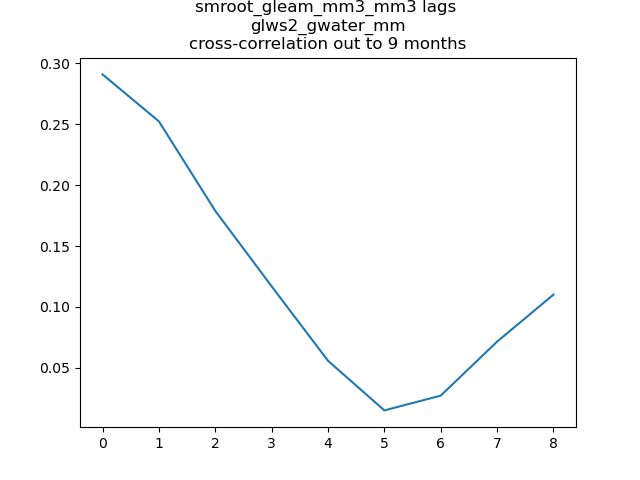 smroot_gleam_mm3_mm3 lags
glws2_gwater_mm
cross-correlation out to 9 months
0.30
0.25
0.20
0.15
0.10
0.05
0 1 2 3 4 5 6 7 8